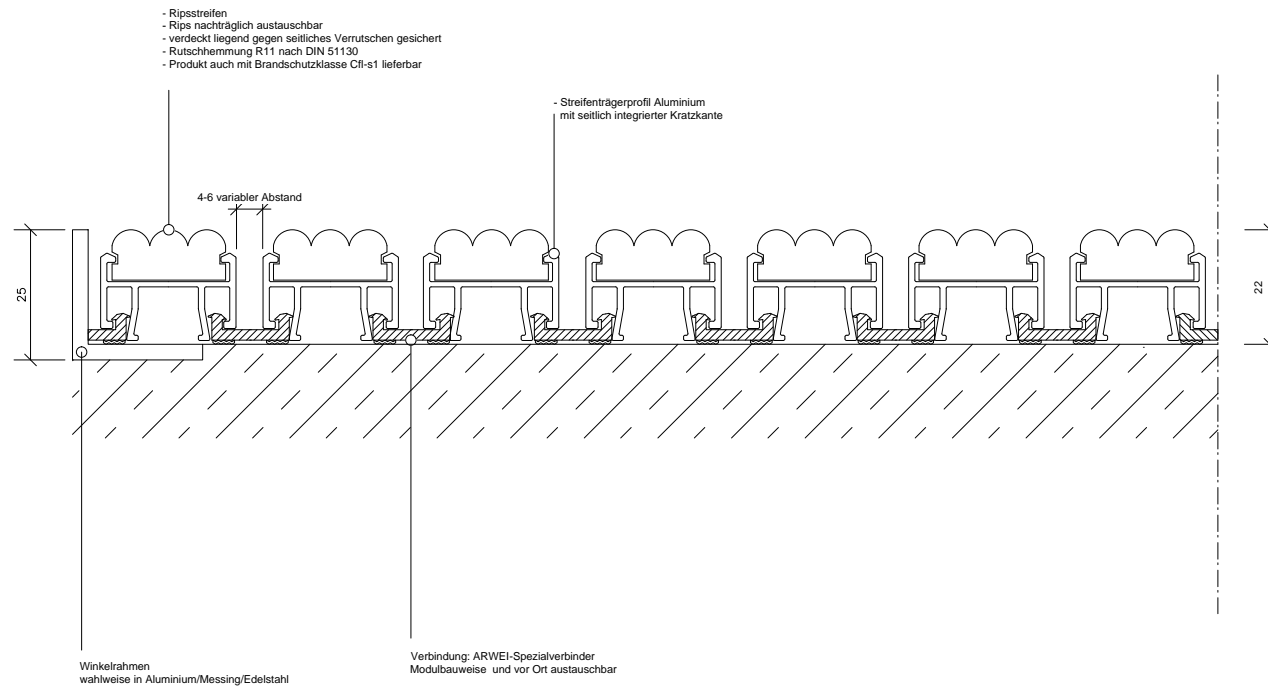 - Ripsstreifen
- Rips nachträglich austauschbar
- verdeckt liegend gegen seitliches Verrutschen gesichert
- Rutschhemmung R11 nach DIN 51130
- Produkt auch mit Brandschutzklasse Cfl-s1 lieferbar
- Streifenträgerprofil Aluminium
mit seitlich integrierter Kratzkante
4-6 variabler Abstand
25
22
Winkelrahmen
wahlweise in Aluminium/Messing/Edelstahl
Verbindung: ARWEI-Spezialverbinder
Modulbauweise und vor Ort austauschbar